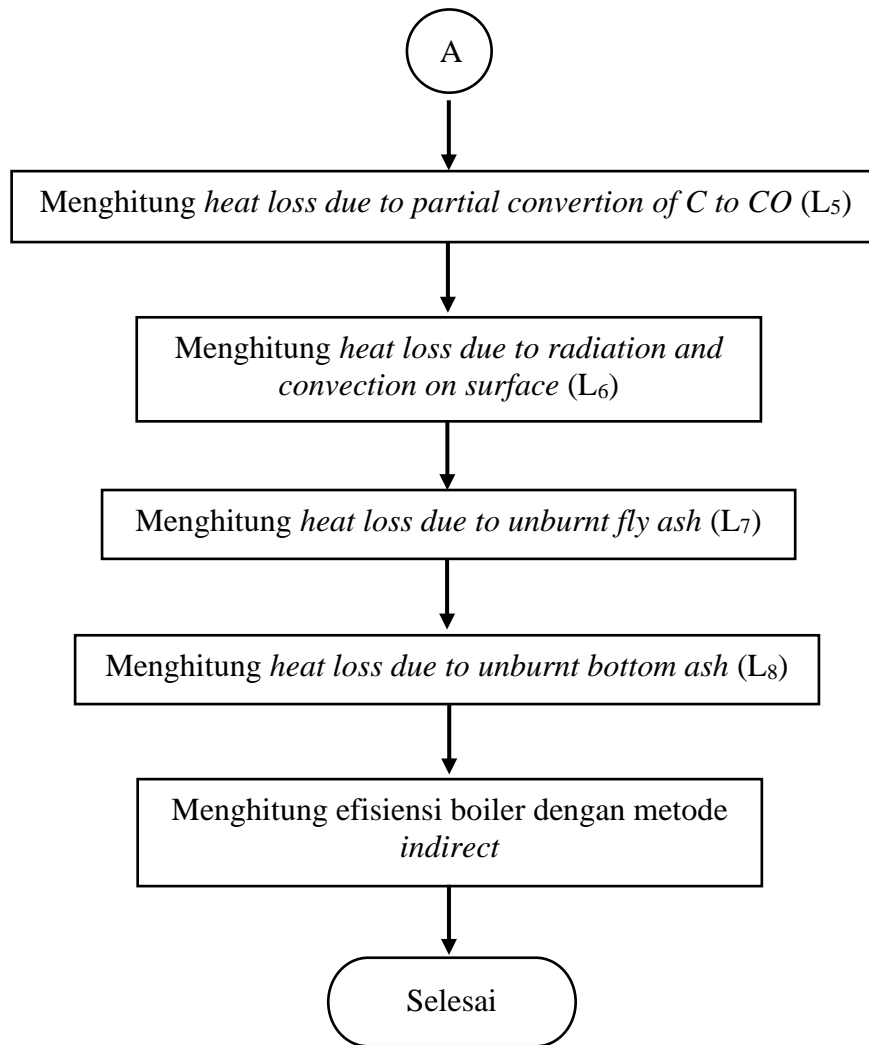 A
Menghitung heat loss due to partial convertion of C to CO (L₅)
Menghitung heat loss due to radiation and
convection on surface (L₆)
Menghitung heat loss due to unburnt fly ash (L₇)
Menghitung heat loss due to unburnt bottom ash (L₈)
Menghitung efisiensi boiler dengan metode
indirect
Selesai